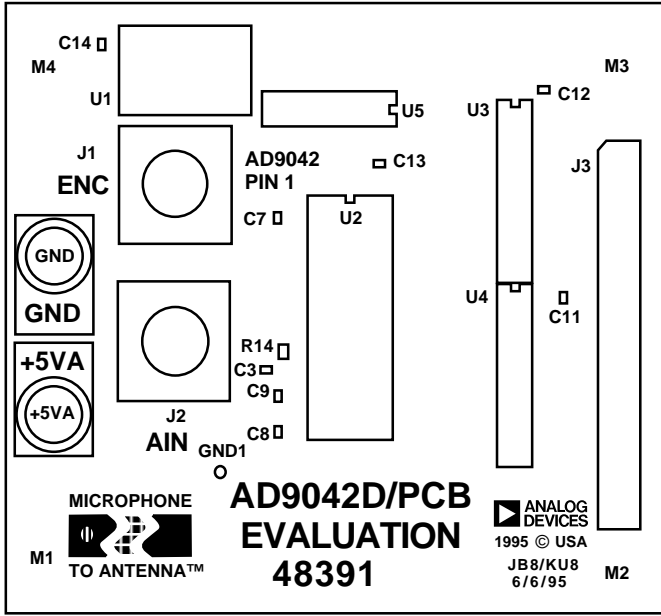 C14
M4
U1
M3
C12
U5
U3
J1
ENC
AD9042
PIN 1
C13
J3
C7
U2
GND
GND
U4
C11
+5VA
+5VA
R14
C3
C9
C8
J2
AIN
GND1
MICROPHONE
TO ANTENNA™
M1
AD9042D/PCB
EVALUATION
48391
ANALOG
DEVICES
1995 © USA
JB8/KU8
6/6/95
M2